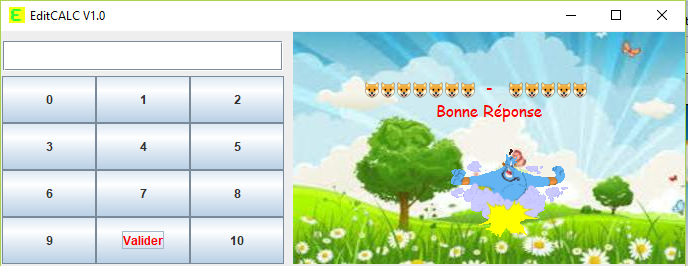 EditCALC V1.0
0 1 2
3 4 5
6 7 8
9 Valider 10
-
Bonne Réponse